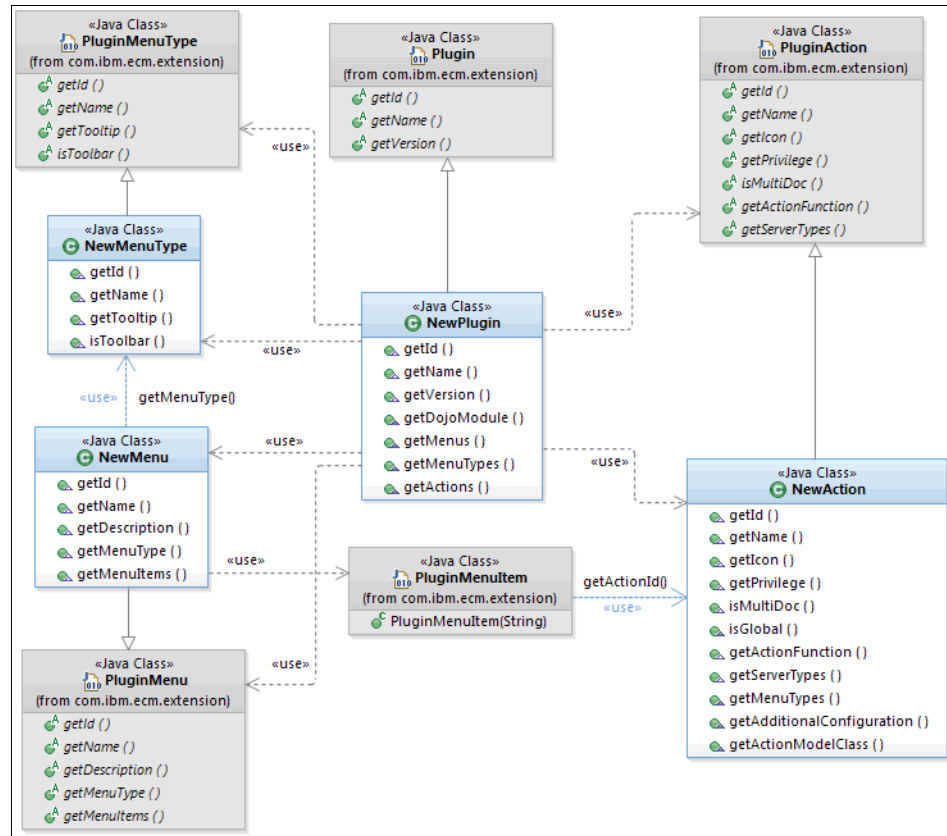 «Java Class»
PluginMenuType
(from com.ibm.ecm.extension)
getId ( )
getName ( )
getTooltip ( )
isToolbar ( )
«Java Class»
Plugin
(from com.ibm.ecm.extension)
getId ( )
getName ( )
getVersion ( )
«Java Class»
PluginAction
(from com.ibm.ecm.extension)
getId ( )
getName ( )
getIcon ( )
getPrivilege ( )
isMultiDoc ( )
getActionFunction ( )
getServerTypes ( )
«use»
«Java Class»
NewMenuType
getId ( )
getName ( )
getTooltip ( )
isToolbar ( )
«Java Class»
NewPlugin
getId ( )
getName ( )
getVersion ( )
getDojoModule ( )
getMenus ( )
getMenuTypes ( )
getActions ( )
«use»
«use»
«use»
getMenuType()
«Java Class»
NewMenu
getId ( )
getName ( )
getDescription ( )
getMenuType ( )
getMenuItems ( )
«use»
«use»
«Java Class»
NewAction
getId ( )
getName ( )
getIcon ( )
getPrivilege ( )
isMultiDoc ( )
isGlobal ( )
getActionFunction ( )
getServerTypes ( )
getMenuTypes ( )
getAdditionalConfiguration ( )
getActionModelClass ( )
«use»
«Java Class»
PluginMenuItem
(from com.ibm.ecm.extension)
PluginMenuItem(String)
getActionId()
«use»
«use»
«Java Class»
PluginMenu
(from com.ibm.ecm.extension)
getId ( )
getName ( )
getDescription ( )
getMenuType ( )
getMenuItems ( )